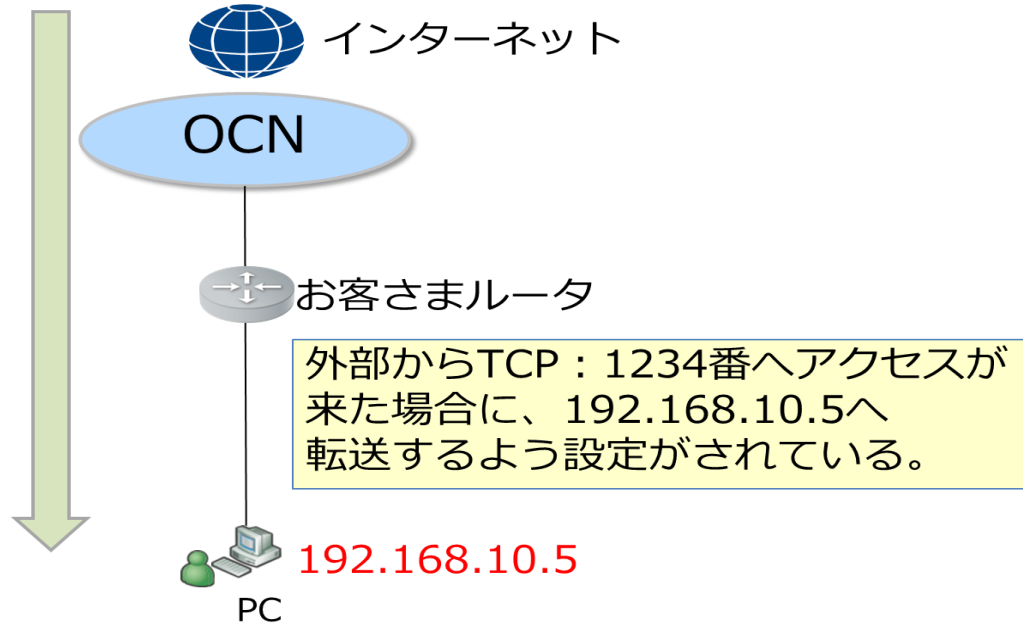 インターネット
OCN
お客さまルータ
外部からTCP：1234番へアクセスが
来た場合に、192.168.10.5へ
転送するよう設定がされている。
192.168.10.5
PC